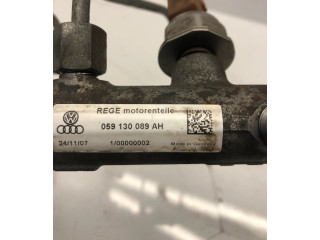 REGE motorenteile
059 130 089 AH
24/11/07 1/00000002
Made in Germany